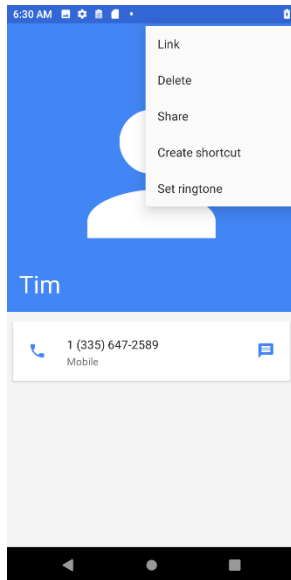 6:30 AM
Link
Delete
Share
Create shortcut
Set ringtone
Tim
1 (335) 647-2589
Mobile